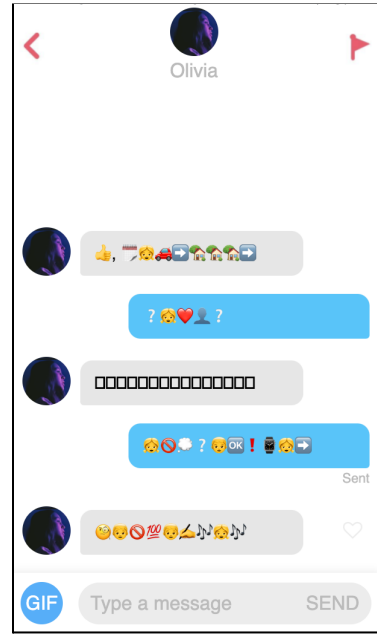 Olivia
👍, 🗓👧🚗➡️🏡🏡🏡➡️
? 👧❤️👤 ?
▯▯▯▯▯▯▯▯▯▯▯▯▯▯▯
👧🚫💭 ? 👴🆗❗⌚👧➡️
Sent
🧐👨🚫💯👨✍️🎶👧🎶
GIF Type a message SEND